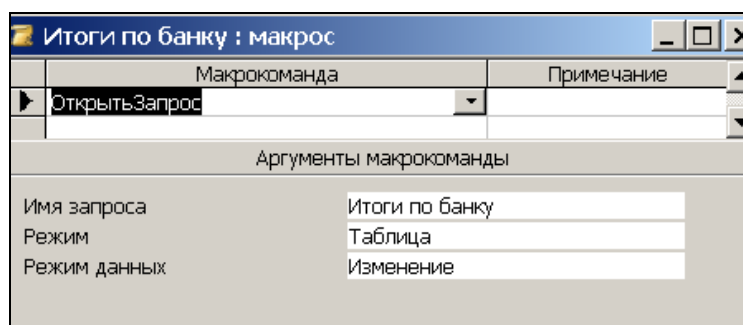 Итоги по банку : макрос
Макрокоманда Примечание
ОткрытьЗапрос
Аргументы макрокоманды
Имя запроса Итоги по банку
Режим Таблица
Режим данных Изменение